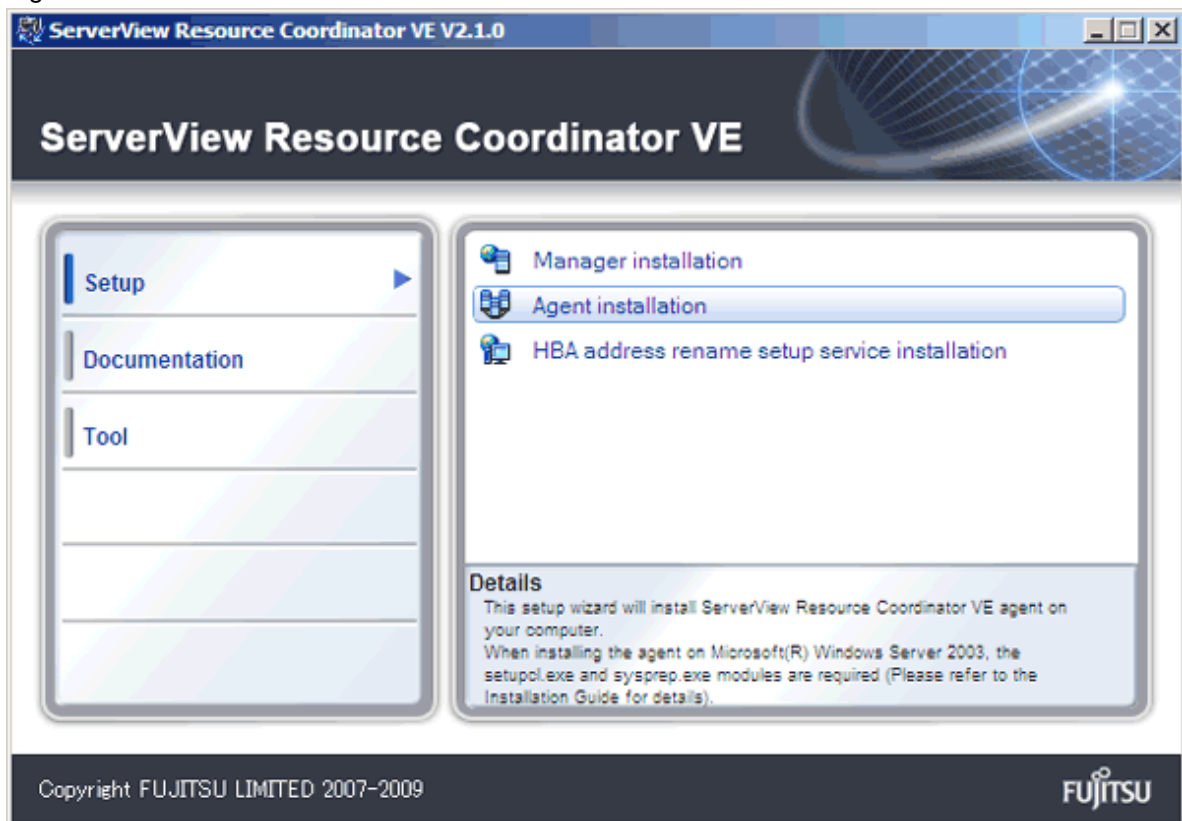 ServerView Resource Coordinator VE V2.1.0
ServerView Resource Coordinator VE
Setup
Documentation
Tool
Manager installation
Agent installation
HBA address rename setup service installation
Details
This setup wizard will install ServerView Resource Coordinator VE agent on
your computer.
When installing the agent on Microsoft(R) Windows Server 2003, the
setupcl.exe and sysprep.exe modules are required (Please refer to the
Installation Guide for details).
Copyright FUJITSU LIMITED 2007-2009
FUJITSU